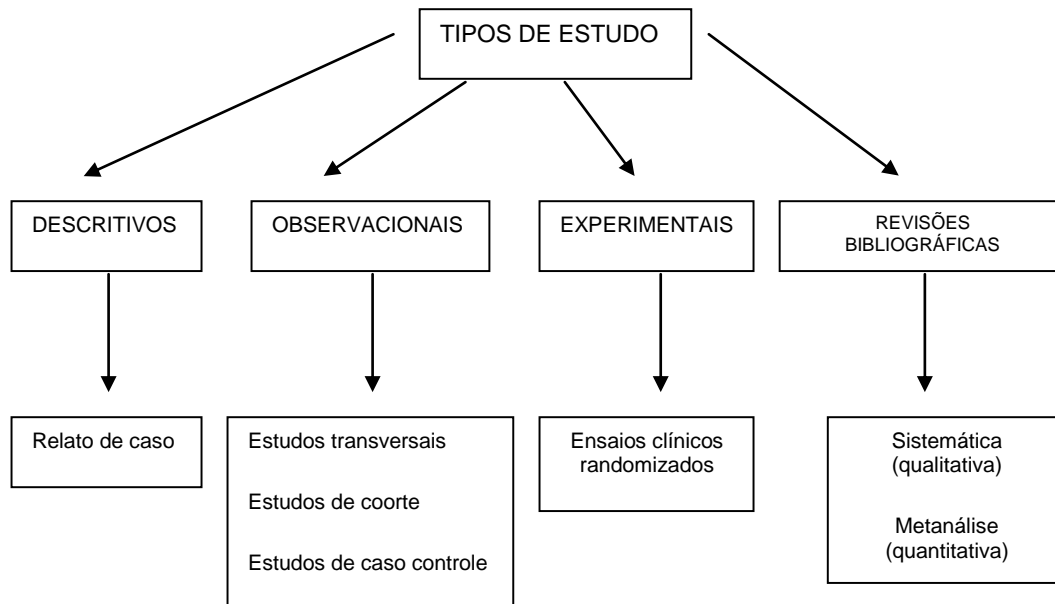 TIPOS DE ESTUDO
DESCRITIVOS
OBSERVACIONAIS
EXPERIMENTAIS
REVISÕES
BIBLIOGRÁFICAS
Relato de caso
Estudos transversais
Estudos de coorte
Estudos de caso controle
Ensaios clínicos
randomizados
Sistemática
(qualitativa)
Metanálise
(quantitativa)